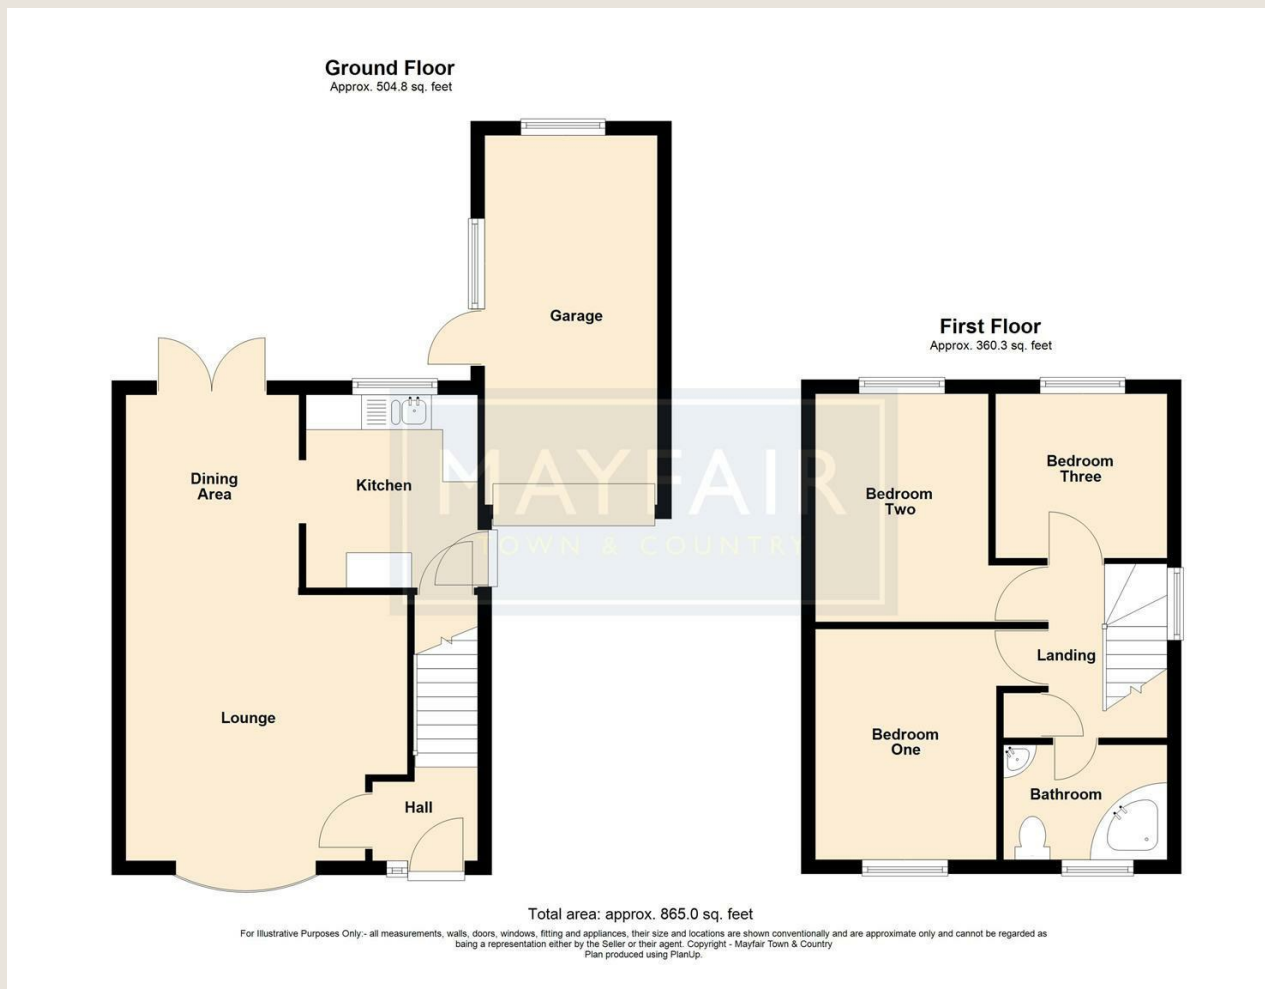 Ground Floor
Approx. 504.8 sq. feet
Garage
Dining
Area
Kitchen
Lounge
Hall
First Floor
Approx. 360.3 sq. feet
Bedroom
Two
Bedroom
Three
Landing
Bedroom
One
Bathroom
MAYFAIR
TOWN & COUNTRY
Total area: approx. 865.0 sq. feet
For Illustrative Purposes Only:- all measurements, walls, doors, windows, fitting and appliances, their size and locations are shown conventionally and are approximate only and cannot be regarded as
being a representation either by the Seller or their agent. Copyright - Mayfair Town & Country
Plan produced using PlanUp.